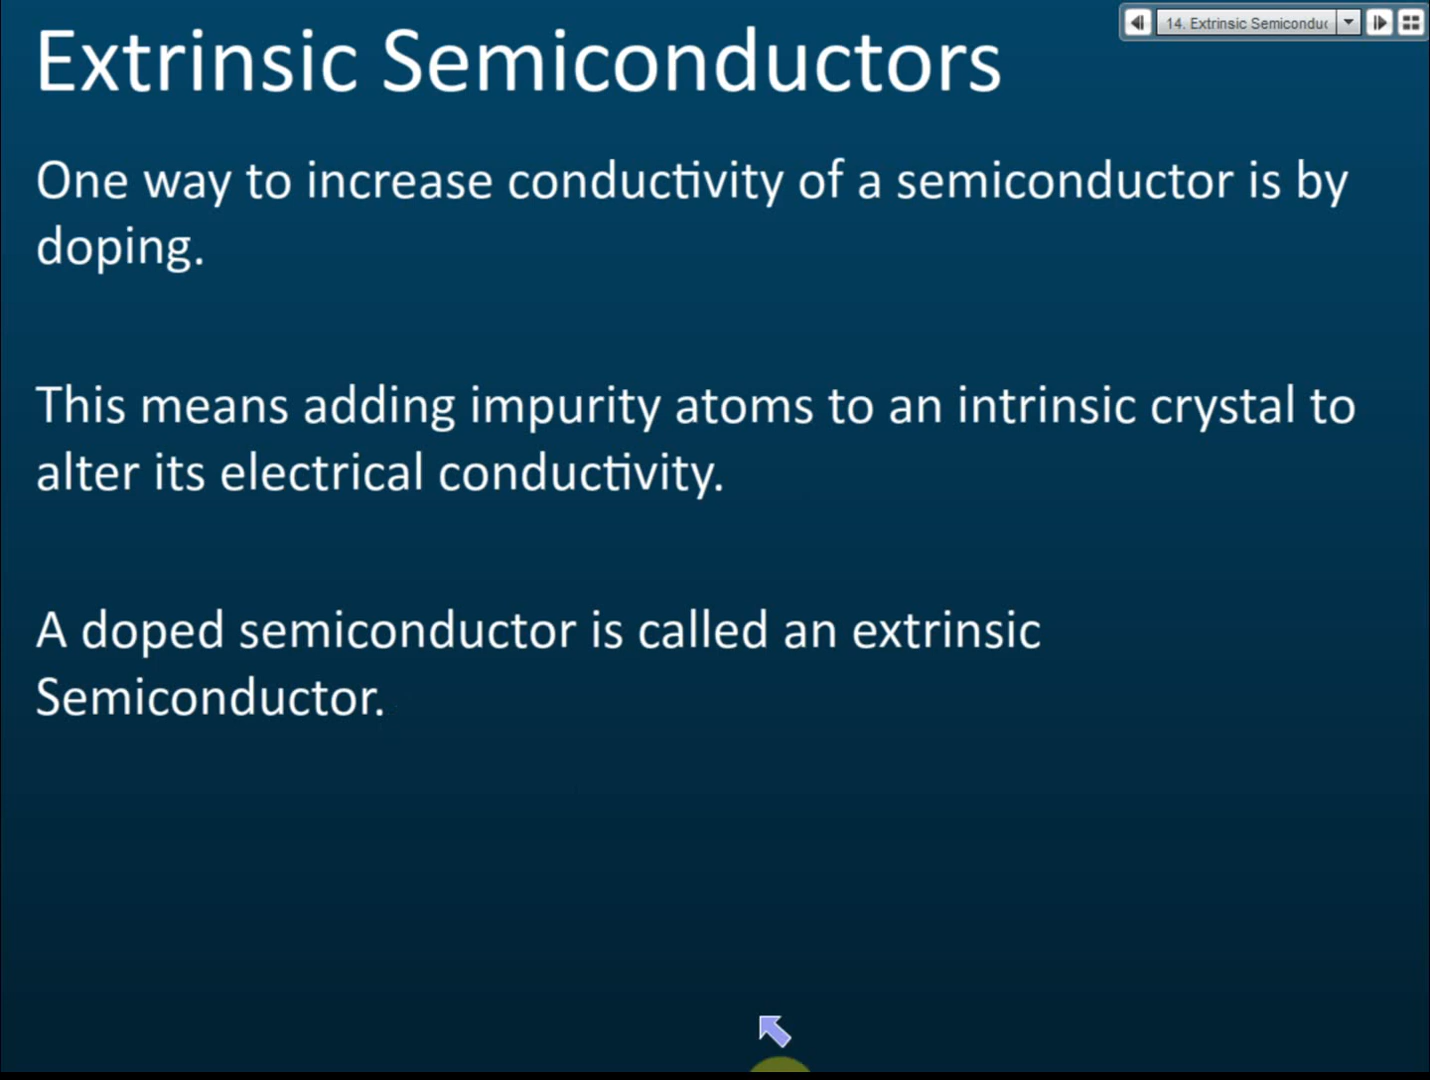 Extrinsic Semiconductors
14. Extrinsic Semiconduc
One way to increase conductivity of a semiconductor is by
doping.
This means adding impurity atoms to an intrinsic crystal to
alter its electrical conductivity.
A doped semiconductor is called an extrinsic
Semiconductor.